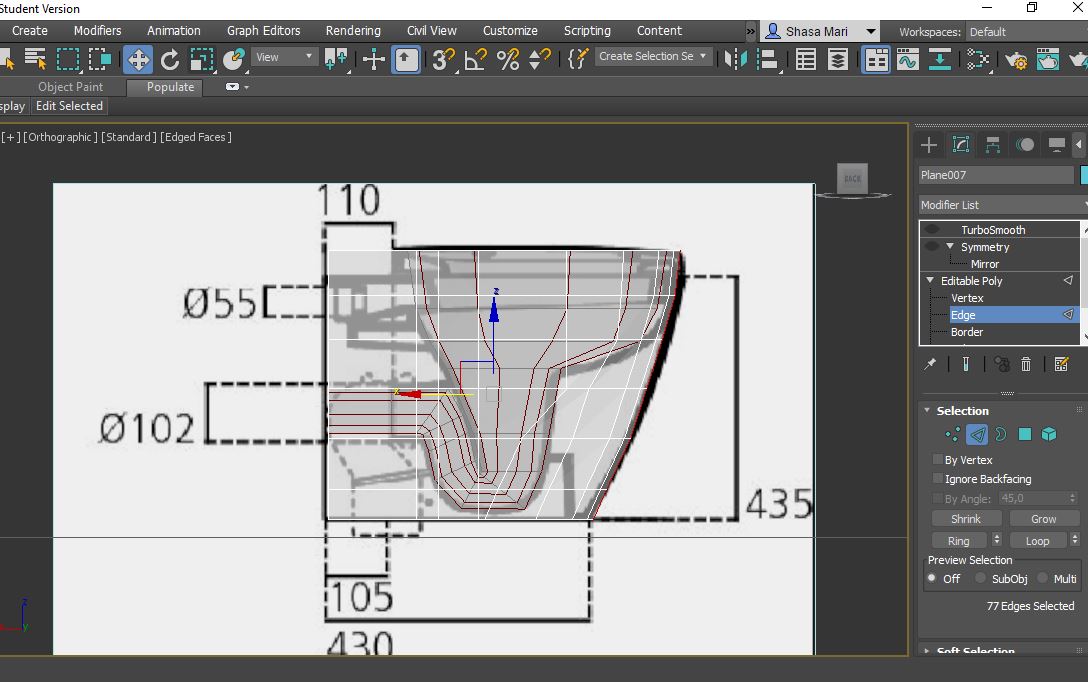 Student Version
Create Modifiers Animation Graph Editors Rendering Civil View Customize Scripting Content » Shasa Mari Workspaces: Default
View 3 Create Selection Se
Object Paint Populate
splay Edit Selected
[+] [Orthographic] [Standard] [Edged Faces]
BACK
Plane007
Modifier List
TurboSmooth
Symmetry
Mirror
Editable Poly
Vertex
Edge
Border
110
Ø55
Ø102
435
105
430
z
x
z
y
Selection
By Vertex
Ignore Backfacing
By Angle: 45,0
Shrink Grow
Ring Loop
Preview Selection
Off SubObj Multi
77 Edges Selected
Soft Selection